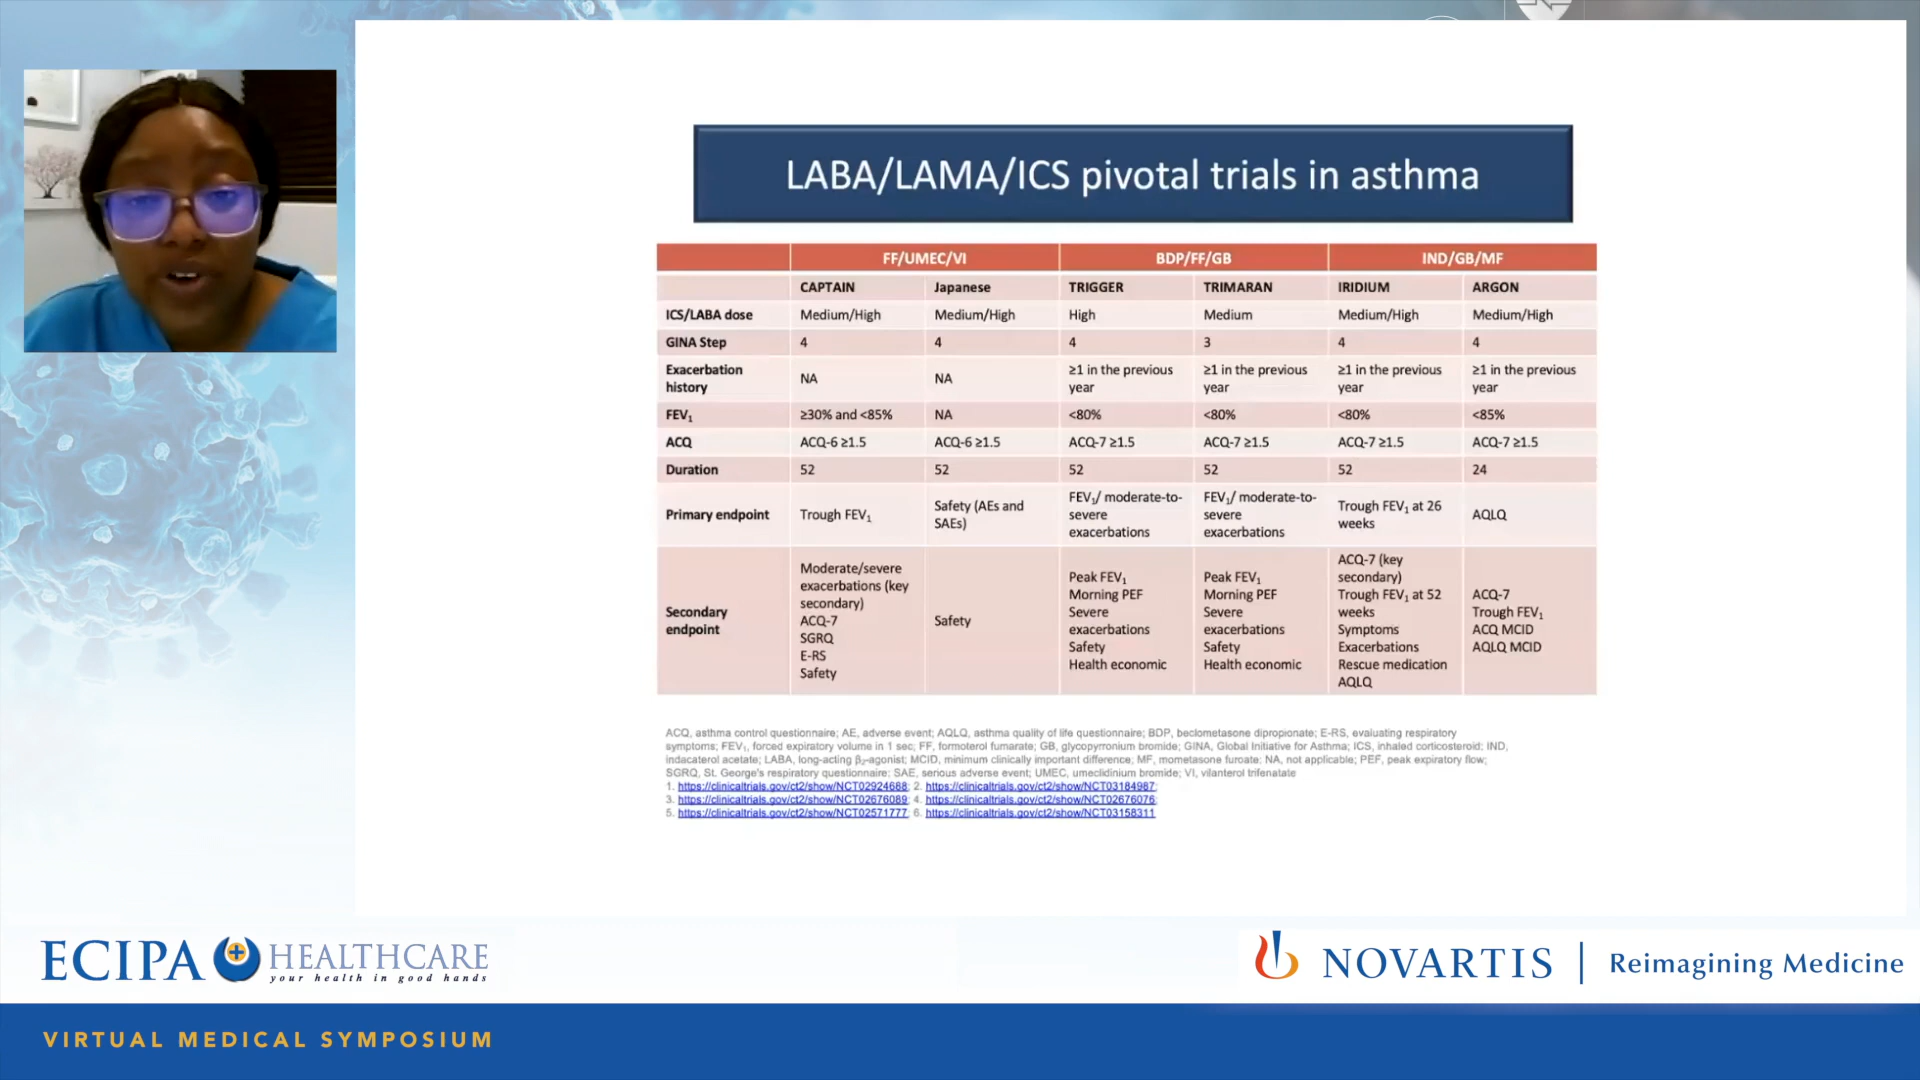 LABA/LAMA/ICS pivotal trials in asthma
FF/UMEC/VI BDP/FF/GB IND/GB/MF
CAPTAIN Japanese TRIGGER TRIMARAN IRIDIUM ARGON
ICS/LABA dose Medium/High Medium/High High Medium Medium/High Medium/High
GINA Step 4 4 4 3 4 4
Exacerbation history NA NA ≥1 in the previous year ≥1 in the previous year ≥1 in the previous year ≥1 in the previous year
FEV₁ ≥30% and <85% NA <80% <80% <80% <85%
ACQ ACQ-6 ≥1.5 ACQ-6 ≥1.5 ACQ-7 ≥1.5 ACQ-7 ≥1.5 ACQ-7 ≥1.5 ACQ-7 ≥1.5
Duration 52 52 52 52 52 24
Primary endpoint Trough FEV₁ Safety (AEs and SAEs) FEV₁/ moderate-to-severe exacerbations FEV₁/ moderate-to-severe exacerbations Trough FEV₁ at 26 weeks AQLQ
Secondary endpoint
Moderate/severe
exacerbations (key
secondary)
ACQ-7
SGRQ
E-RS
Safety
Safety
Peak FEV₁
Morning PEF
Severe
exacerbations
Safety
Health economic
Peak FEV₁
Morning PEF
Severe
exacerbations
Safety
Health economic
ACQ-7 (key
secondary)
Trough FEV₁ at 52
weeks
Symptoms
Exacerbations
Rescue medication
AQLQ
ACQ-7
Trough FEV₁
ACQ MCID
AQLQ MCID
ACQ, asthma control questionnaire; AE, adverse event; AQLQ, asthma quality of life questionnaire; BDP, beclometasone dipropionate; E-RS, evaluating respiratory
symptoms; FEV₁, forced expiratory volume in 1 sec; FF, formoterol fumarate; GB, glycopyrronium bromide; GINA, Global Initiative for Asthma; ICS, inhaled corticosteroid; IND,
indacaterol acetate; LABA, long-acting β₂-agonist; MCID, minimum clinically important difference; MF, mometasone furoate; NA, not applicable; PEF, peak expiratory flow;
SGRQ, St. George's respiratory questionnaire; SAE, serious adverse event; UMEC, umeclidinium bromide; VI, vilanterol trifenatate
1. https://clinicaltrials.gov/ct2/show/NCT02924688; 2. https://clinicaltrials.gov/ct2/show/NCT03184987;
3. https://clinicaltrials.gov/ct2/show/NCT02676089; 4. https://clinicaltrials.gov/ct2/show/NCT02676076;
5. https://clinicaltrials.gov/ct2/show/NCT02571777; 6. https://clinicaltrials.gov/ct2/show/NCT03158311
ECIPA HEALTHCARE
your health in good hands
NOVARTIS | Reimagining Medicine
VIRTUAL MEDICAL SYMPOSIUM